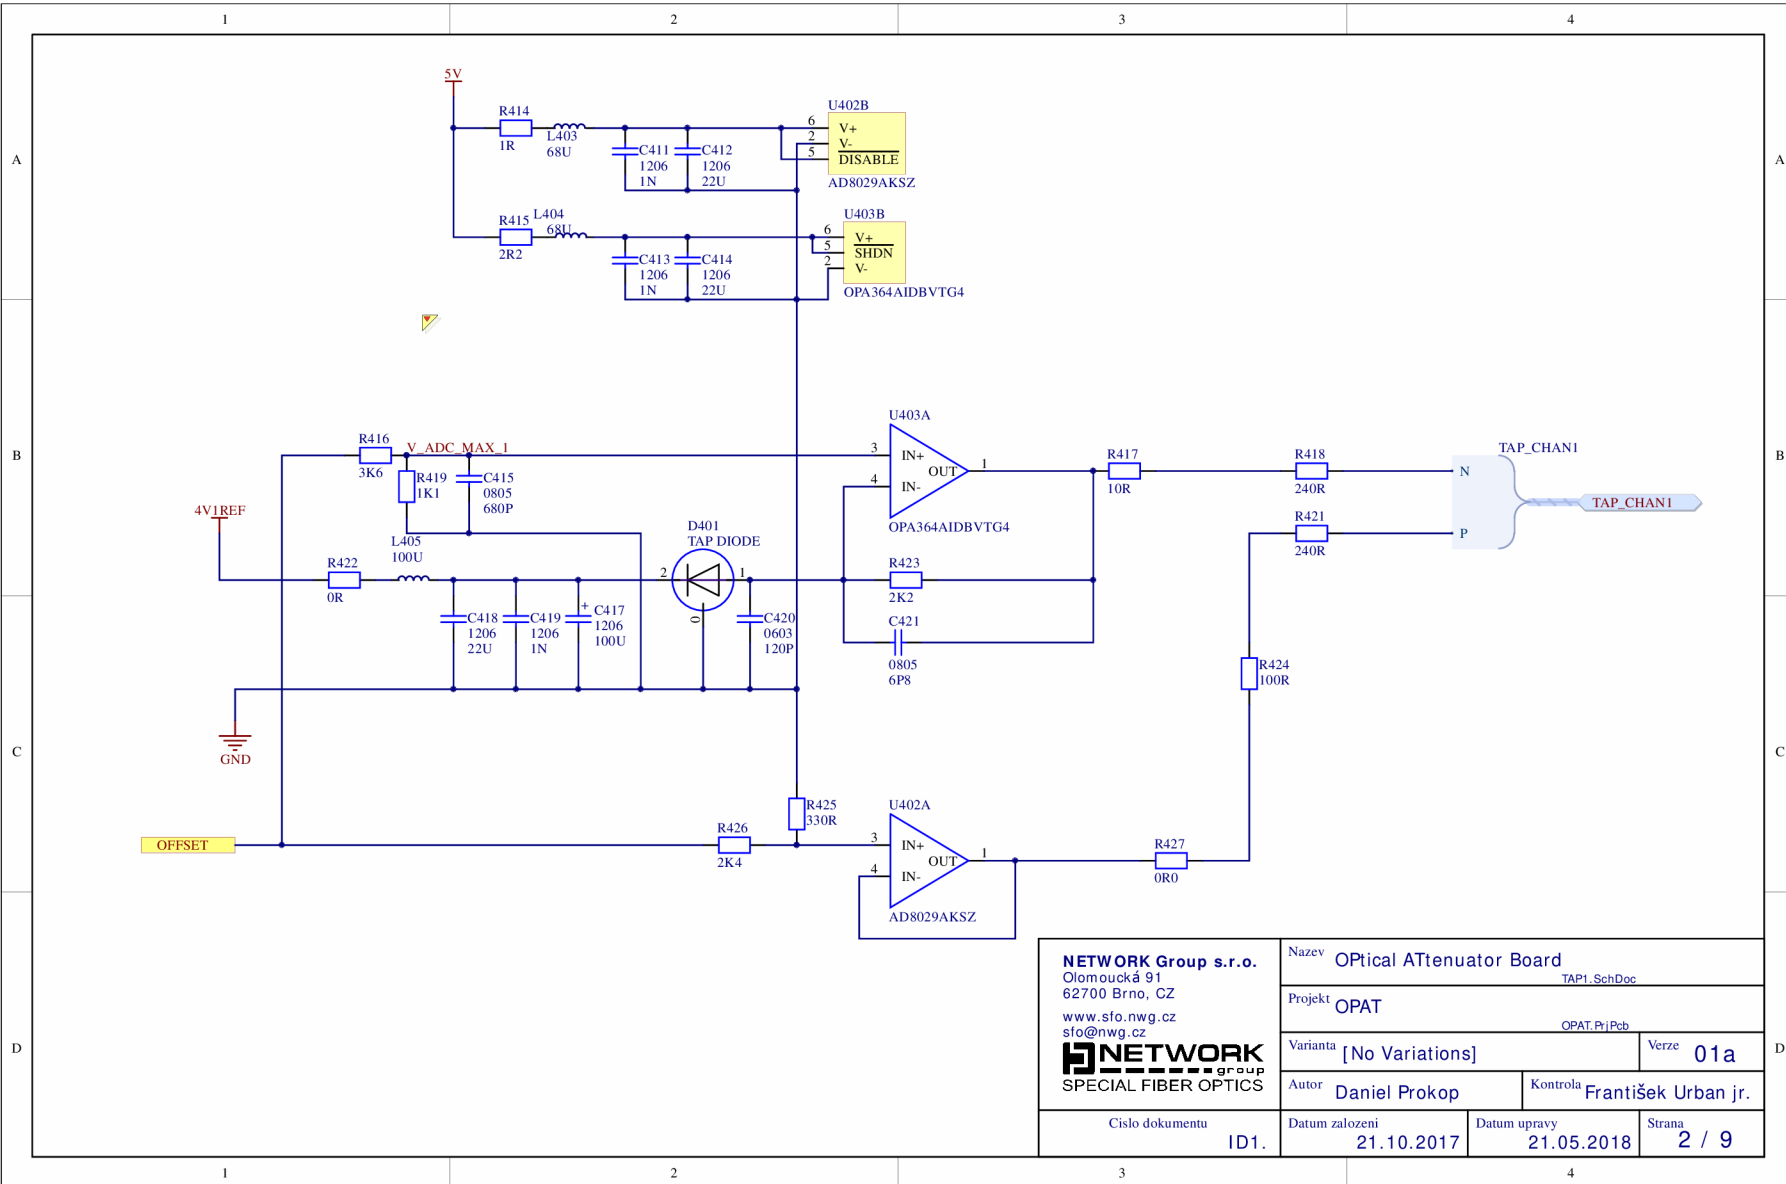 1 2 3 4
A A
B B
C C
D D
5V
R414
1R
L403
68U
C411
1206
1N
C412
1206
22U
U402B
6 V+
2 V-
5 DISABLE
AD8029AKSZ
R415
2R2
L404
68U
C413
1206
1N
C414
1206
22U
U403B
6 V+
5 SHDN
2 V-
OPA364AIDBVTG4
R416
3K6
V_ADC_MAX_1
R419
1K1
C415
0805
680P
U403A
3 IN+
4 IN-
OUT 1
OPA364AIDBVTG4
R417
10R
R418
240R
R421
240R
TAP_CHAN1
N
P
TAP_CHAN1
4V1REF
R422
0R
L405
100U
C418
1206
22U
C419
1206
1N
+ C417
1206
100U
D401
TAP DIODE
2 1
0
C420
0603
120P
R423
2K2
C421
0805
6P8
R424
100R
GND
OFFSET
R426
2K4
R425
330R
U402A
3 IN+
4 IN-
OUT 1
AD8029AKSZ
R427
0R0
NETWORK Group s.r.o.
Olomoucká 91
62700 Brno, CZ
www.sfo.nwg.cz
sfo@nwg.cz
NETWORK
group
SPECIAL FIBER OPTICS
Cislo dokumentu
ID1.
Nazev OPtical ATtenuator Board
TAP1.SchDoc
Projekt OPAT
OPAT.PrjPcb
Varianta [No Variations]
Verze 01a
Autor Daniel Prokop
Kontrola František Urban jr.
Datum zalozeni
21.10.2017
Datum upravy
21.05.2018
Strana
2 / 9
1 2 3 4